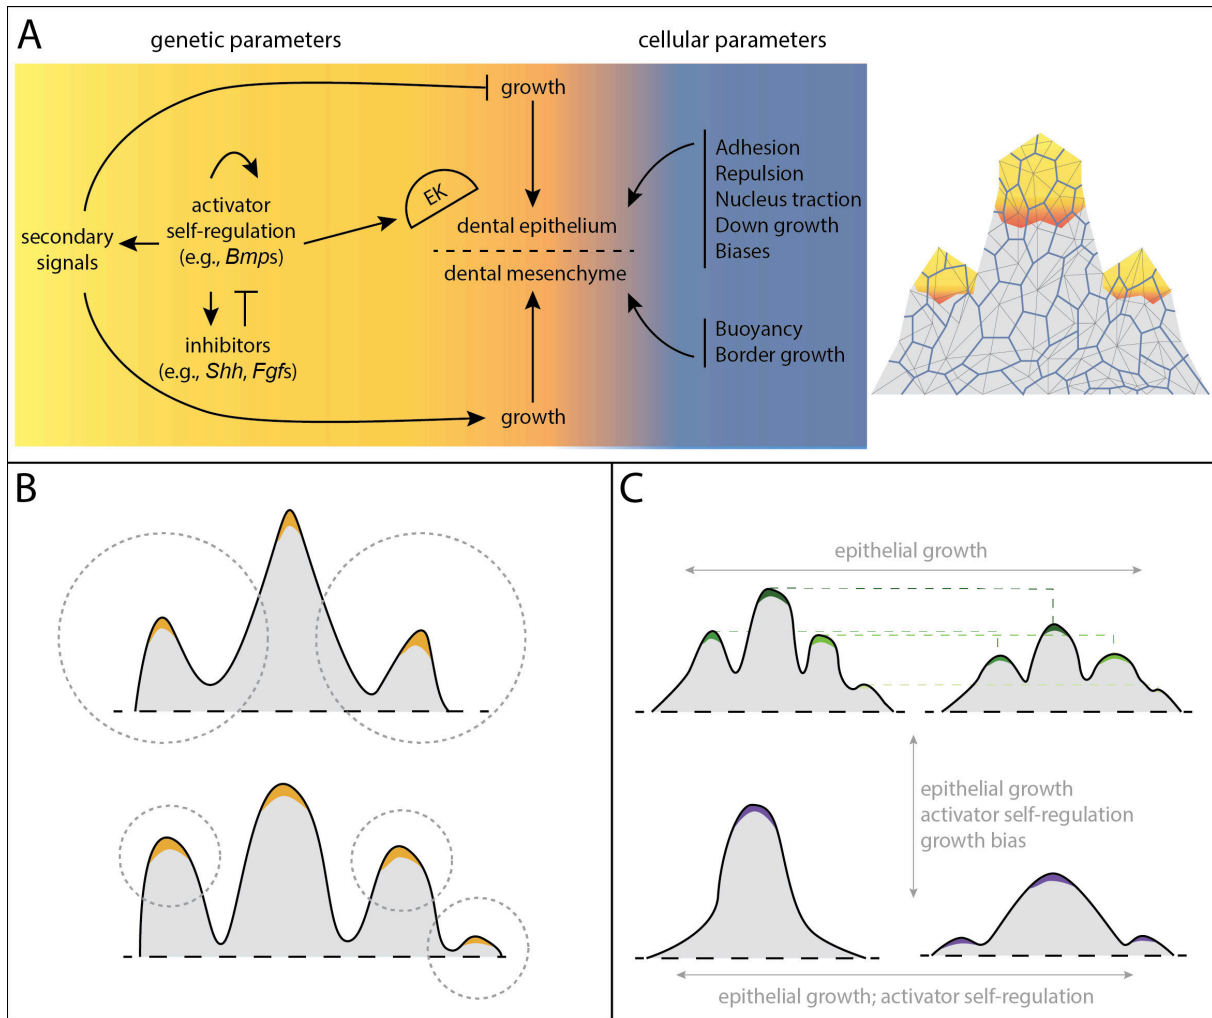 A
genetic parameters
cellular parameters
growth
EK
activator
self-regulation
(e.g., Bmps)
secondary
signals
inhibitors
(e.g., Shh, Fgfs)
dental epithelium
dental mesenchyme
growth
Adhesion
Repulsion
Nucleus traction
Down growth
Biases
Buoyancy
Border growth
B
C
epithelial growth
epithelial growth
activator self-regulation
growth bias
epithelial growth; activator self-regulation